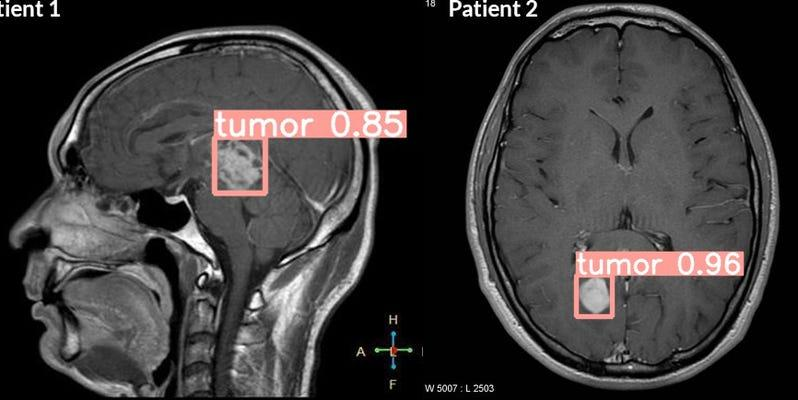 tient 1
tumor 0.85
H
A
F
18
Patient 2
tumor 0.96
W 5007 : L 2503